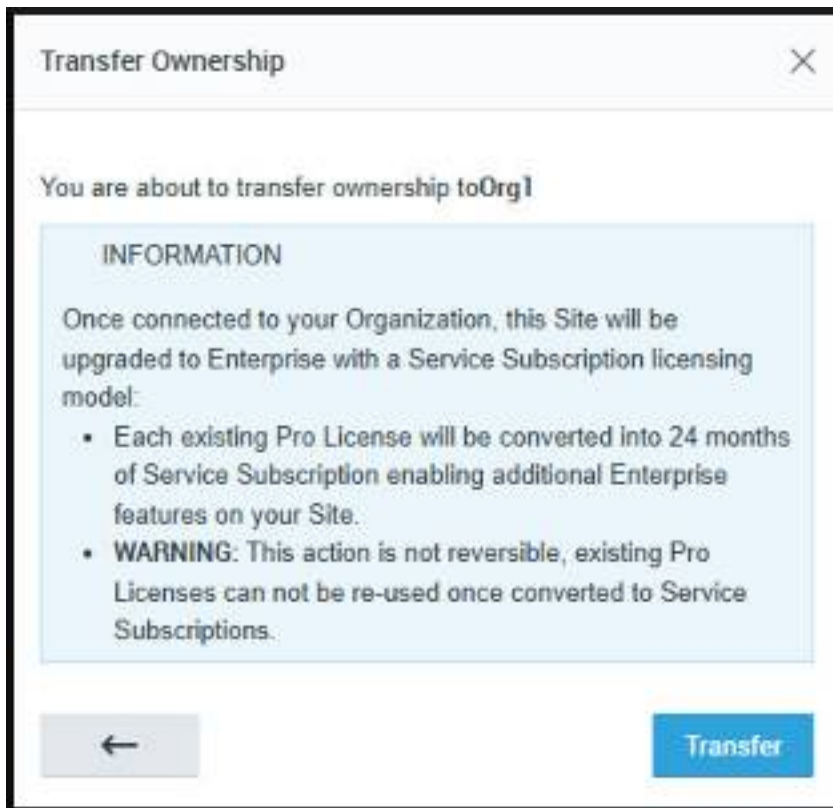 Transfer Ownership
You are about to transfer ownership toOrg1
INFORMATION
Once connected to your Organization, this Site will be
upgraded to Enterprise with a Service Subscription licensing
model:
• Each existing Pro License will be converted into 24 months
of Service Subscription enabling additional Enterprise
features on your Site.
• WARNING: This action is not reversible, existing Pro
Licenses can not be re-used once converted to Service
Subscriptions.
Transfer